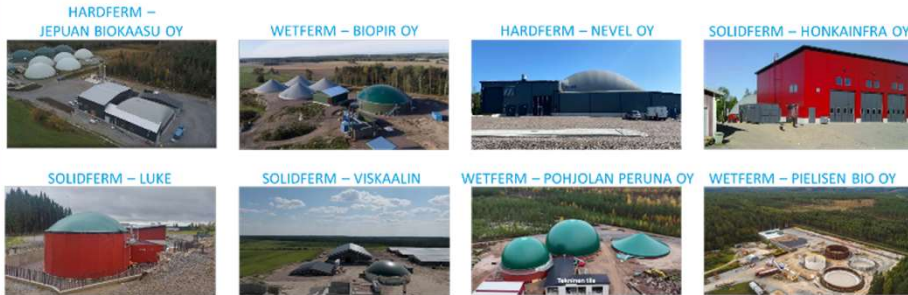 HARDFERM –
JEPUAN BIOKAASU OY
WETFERM – BIOPIR OY
HARDFERM – NEVEL OY
SOLIDFERM – HONKAINFRA OY
SOLIDFERM – LUKE
SOLIDFERM – VISKAALIN
WETFERM – POHJOLAN PERUNA OY
WETFERM – PIELISEN BIO OY
Tekninen tila